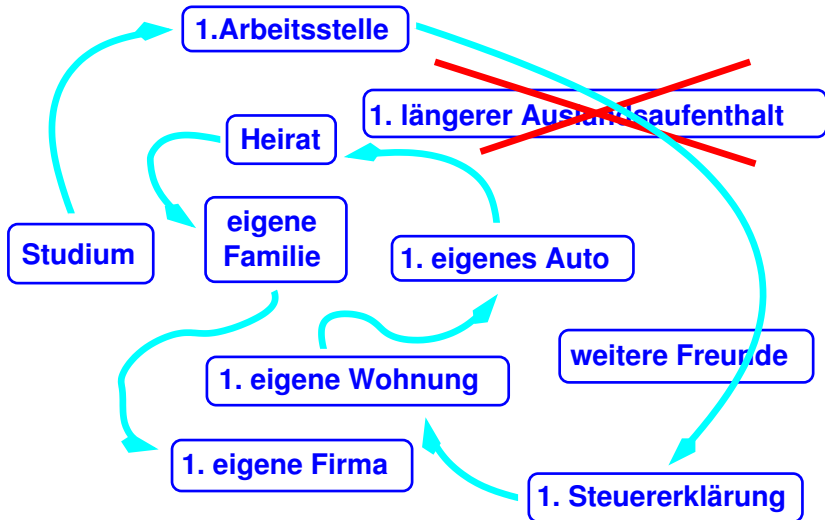 1.Arbeitsstelle
1. längerer Auslandsaufenthalt
Heirat
eigene
Familie
Studium
1. eigenes Auto
weitere Freunde
1. eigene Wohnung
1. eigene Firma
1. Steuererklärung